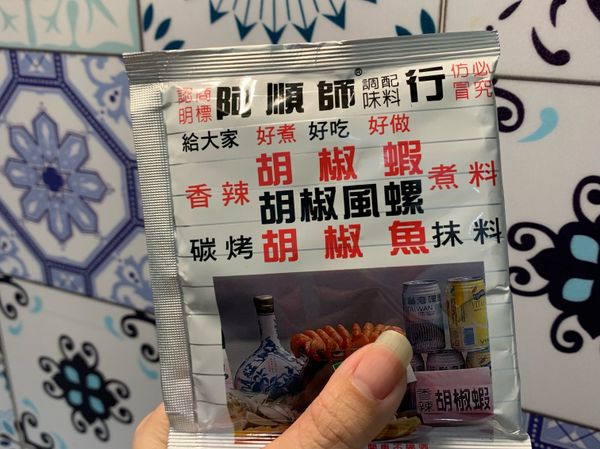 認商明標 阿順師® 調配味料 行 仿必冒究
給大家 好煮 好吃 好做
香辣 胡椒蝦 煮料
胡椒風螺
碳烤 胡椒魚 抹料
香辣 胡椒蝦